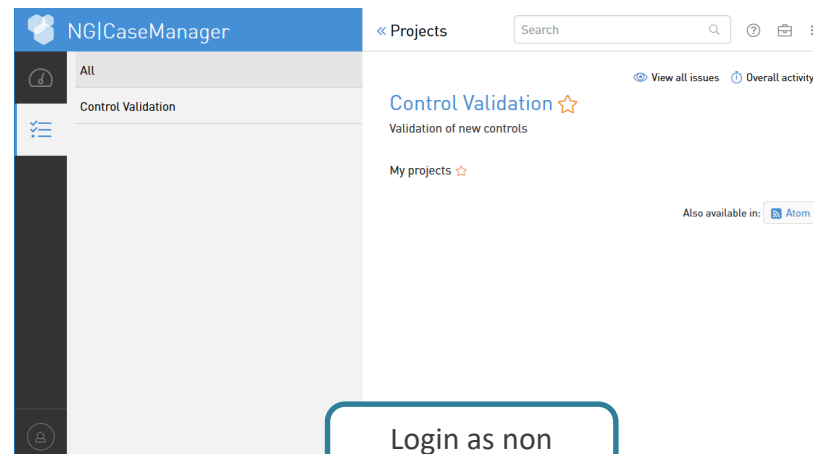 NG|CaseManager
All
Control Validation
« Projects
Search
View all issues Overall activity
Control Validation
Validation of new controls
My projects
Also available in: Atom
Login as non